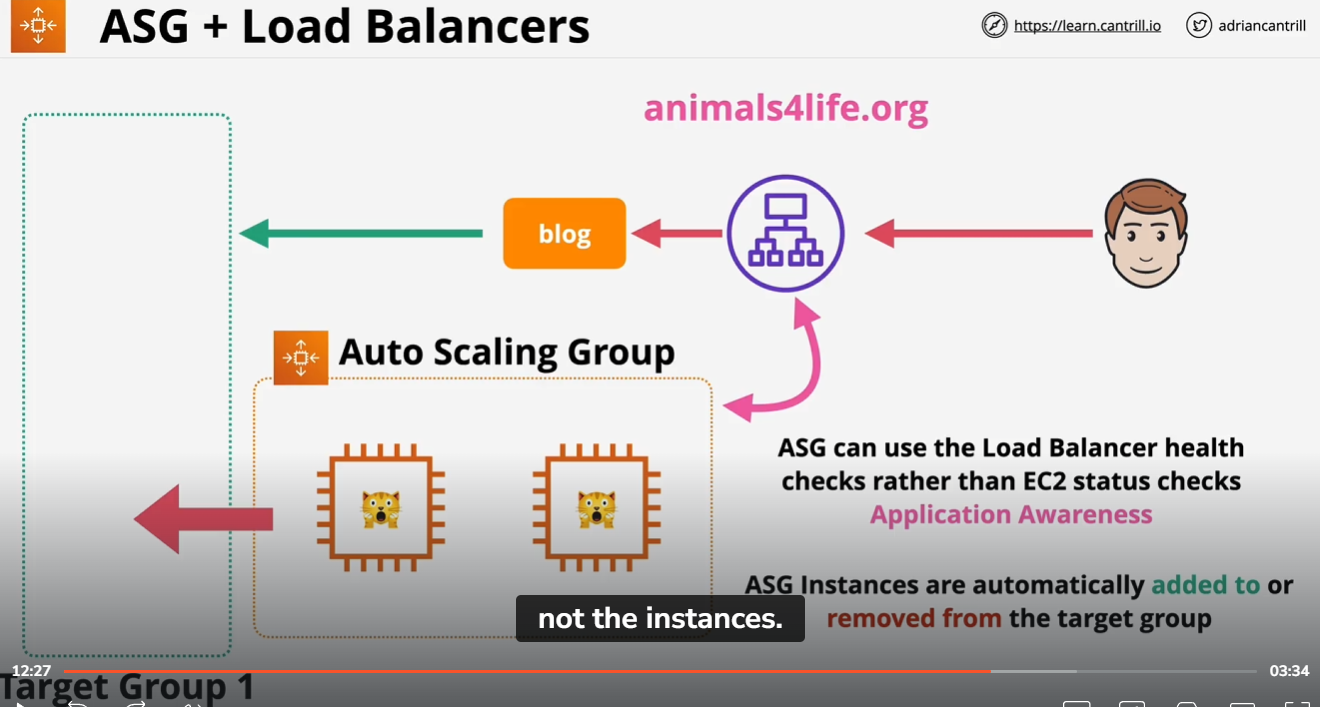 ASG + Load Balancers
https://learn.cantrill.io
adriancantrill
animals4life.org
blog
Auto Scaling Group
ASG can use the Load Balancer health
checks rather than EC2 status checks
Application Awareness
ASG Instances are automatically added to or
removed from the target group
not the instances.
12:27
03:34
Target Group 1